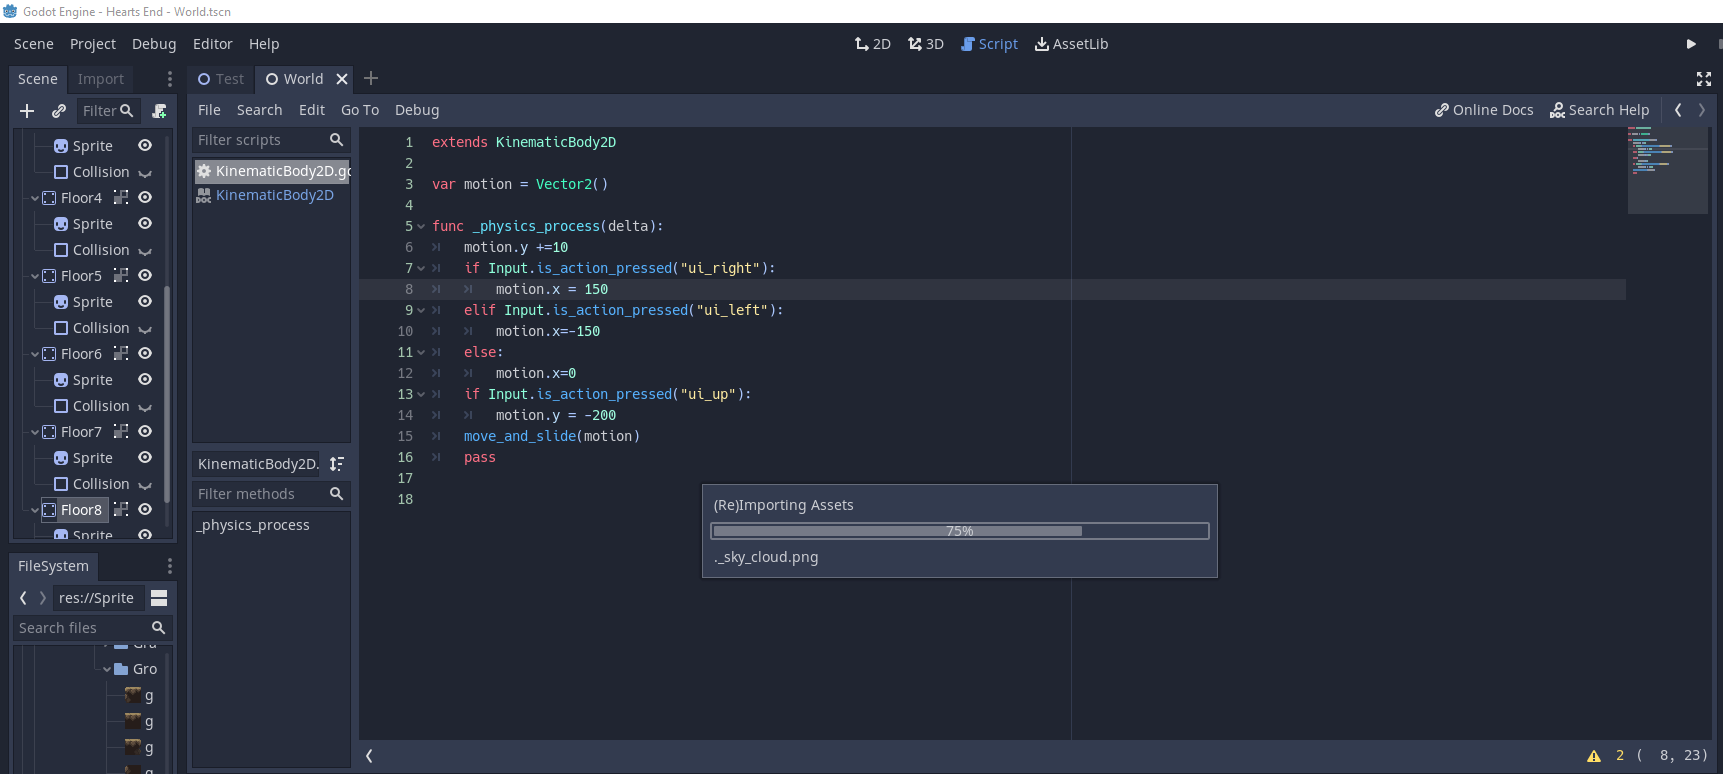 Godot Engine - Hearts End - World.tscn
Scene Project Debug Editor Help
2D 3D Script AssetLib
Scene Import
Test World
Filter
File Search Edit Go To Debug
Online Docs Search Help
Filter scripts
KinematicBody2D.gc
KinematicBody2D
Sprite
Collision
Floor4
Sprite
Collision
Floor5
Sprite
Collision
Floor6
Sprite
Collision
Floor7
Sprite
Collision
Floor8
Sprite
1 extends KinematicBody2D
2
3 var motion = Vector2()
4
5 func _physics_process(delta):
6 motion.y +=10
7 if Input.is_action_pressed("ui_right"):
8 motion.x = 150
9 elif Input.is_action_pressed("ui_left"):
10 motion.x=-150
11 else:
12 motion.x=0
13 if Input.is_action_pressed("ui_up"):
14 motion.y = -200
15 move_and_slide(motion)
16 pass
17
18
KinematicBody2D.
Filter methods
_physics_process
(Re)Importing Assets
75%
._sky_cloud.png
FileSystem
res://Sprite
Search files
Gra
Gro
g
g
g
g
2 ( 8, 23)